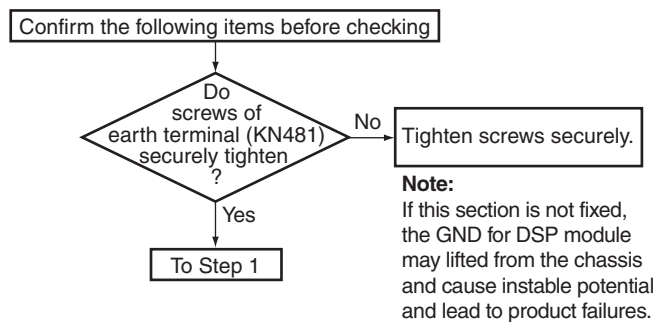 Confirm the following items before checking
Do
screws of
earth terminal (KN481)
securely tighten
?
No
Tighten screws securely.
Note:
If this section is not fixed,
the GND for DSP module
may lifted from the chassis
and cause instable potential
and lead to product failures.
Yes
To Step 1